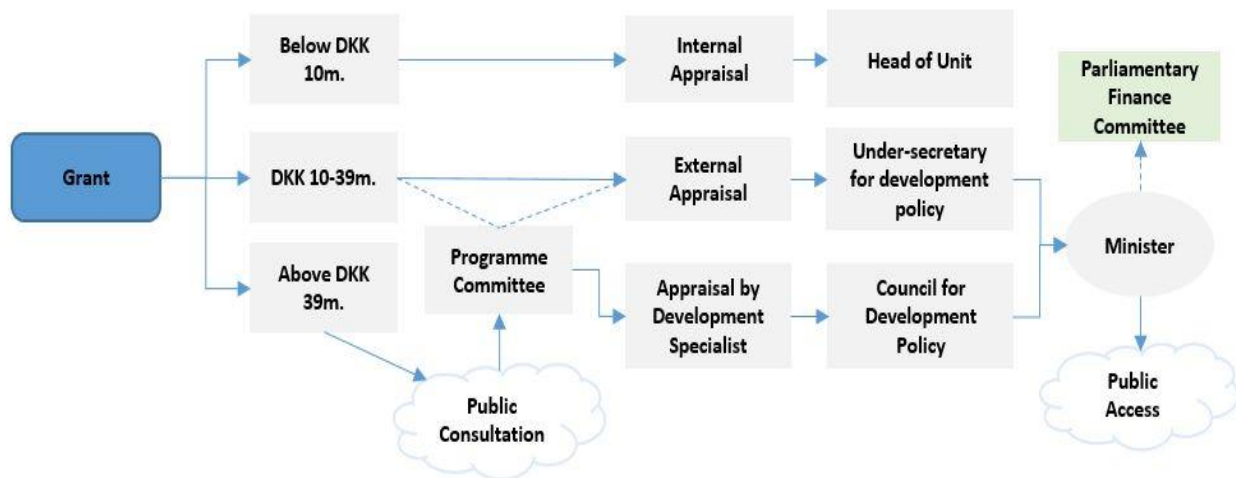 Below DKK
10m.
Internal
Appraisal
Head of Unit
Parliamentary
Finance
Committee
Grant
DKK 10-39m.
External
Appraisal
Under-secretary
for development
policy
Minister
Above DKK
39m.
Programme
Committee
Appraisal by
Development
Specialist
Council for
Development
Policy
Public
Consultation
Public
Access